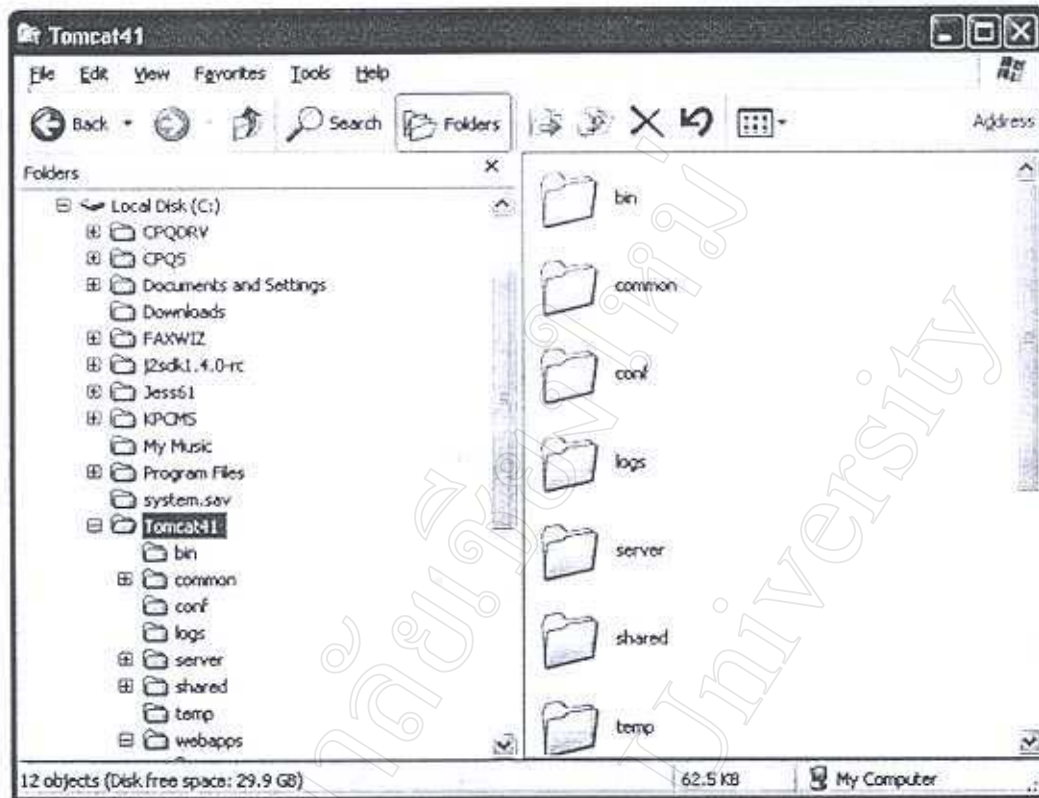 Tomcat41
File Edit View Favorites Tools Help
Back Search Folders Address
Folders
Local Disk (C:)
CPQDRV
CPQS
Documents and Settings
Downloads
FAXWIZ
j2sdk1.4.0-rc
Jess61
KPCMS
My Music
Program Files
system.sav
Tomcat41
bin
common
conf
logs
server
shared
temp
webapps
bin
common
conf
logs
server
shared
temp
12 objects (Disk free space: 29.9 GB) 62.5 KB My Computer
University